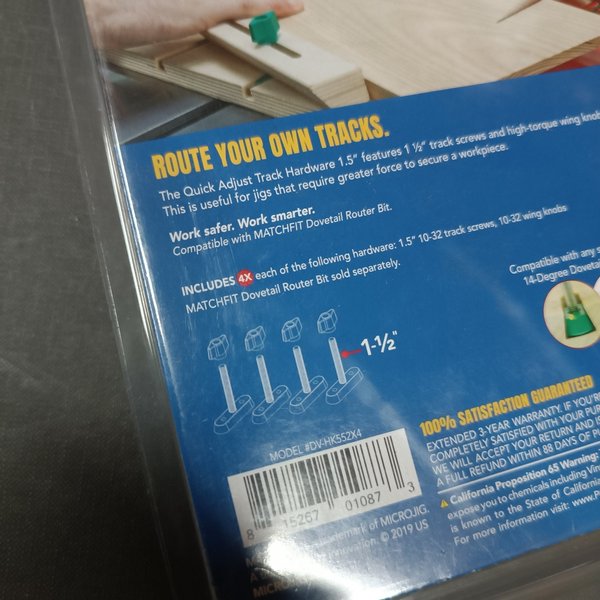 ROUTE YOUR OWN TRACKS.
The Quick Adjust Track Hardware 1.5" features 1 ½" track screws and high-torque wing knobs
This is useful for jigs that require greater force to secure a workpiece.
Work safer. Work smarter.
Compatible with MATCHFIT Dovetail Router Bit.
INCLUDES 4X each of the following hardware: 1.5" 10-32 track screws, 10-32 wing knobs
MATCHFIT Dovetail Router Bit sold separately.
Compatible with any
14-Degree Doveta
1-½"
MODEL #DV-HK552X4
8 15267 01087 3
100% SATISFACTION GUARANTEED
EXTENDED 3-YEAR WARRANTY. IF YOU'RE
COMPLETELY SATISFIED WITH YOUR PUR
WE WILL ACCEPT YOUR RETURN AND IS
A FULL REFUND WITHIN 88 DAYS OF P
California Proposition 65 Warning:
expose you to chemicals including Vin
is known to the State of California
For more information visit: www.P
trademark of MICROJIG.
innovation. © 2019 US